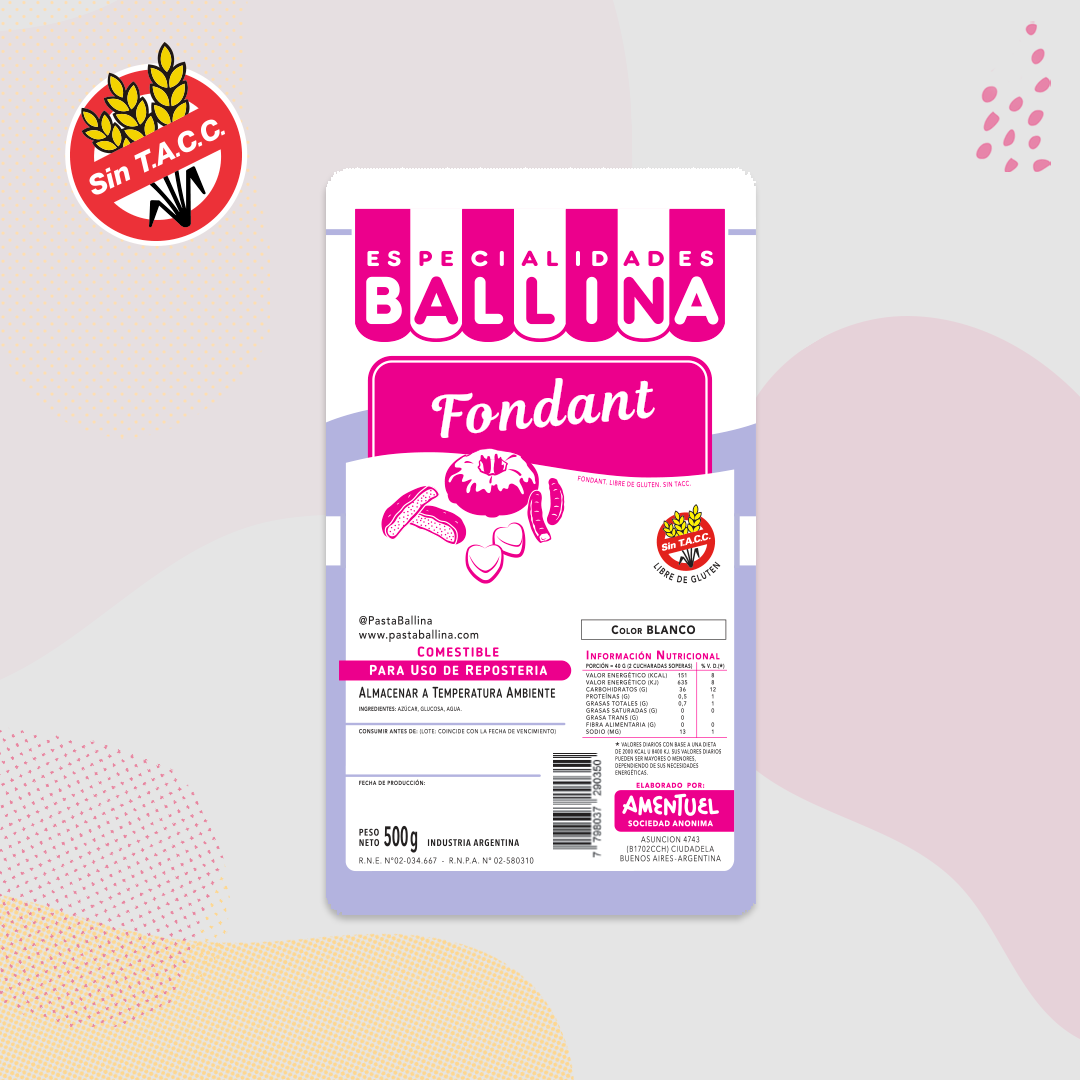 Sin T.A.C.C.
ESPECIALIDADES
BALLINA
Fondant
FONDANT. LIBRE DE GLUTEN. SIN TACC.
Sin T.A.C.C.
LIBRE DE GLUTEN
@PastaBallina
www.pastaballina.com
COMESTIBLE
PARA USO DE REPOSTERIA
ALMACENAR A TEMPERATURA AMBIENTE
INGREDIENTES: AZÚCAR, GLUCOSA, AGUA.
CONSUMIR ANTES DE: (LOTE: COINCIDE CON LA FECHA DE VENCIMIENTO)
FECHA DE PRODUCCIÓN:
PESO
NETO 500g INDUSTRIA ARGENTINA
R.N.E. N°02-034.667 - R.N.P.A. N° 02-580310
COLOR BLANCO
INFORMACIÓN NUTRICIONAL
PORCIÓN = 40 G (2 CUCHARADAS SOPERAS) % V. D.(*)
VALOR ENERGÉTICO (KCAL) 151 8
VALOR ENERGÉTICO (KJ) 635 8
CARBOHIDRATOS (G) 36 12
PROTEÍNAS (G) 0,5 1
GRASAS TOTALES (G) 0,7 1
GRASAS SATURADAS (G) 0 0
GRASA TRANS (G) 0
FIBRA ALIMENTARIA (G) 0 0
SODIO (MG) 13 1
* VALORES DIARIOS CON BASE A UNA DIETA
DE 2000 KCAL U 8400 KJ. SUS VALORES DIARIOS
PUEDEN SER MAYORES O MENORES,
DEPENDIENDO DE SUS NECESIDADES
ENERGÉTICAS.
7 798037 290350
ELABORADO POR:
AMENTUEL
SOCIEDAD ANONIMA
ASUNCION 4743
(B1702CCH) CIUDADELA
BUENOS AIRES-ARGENTINA